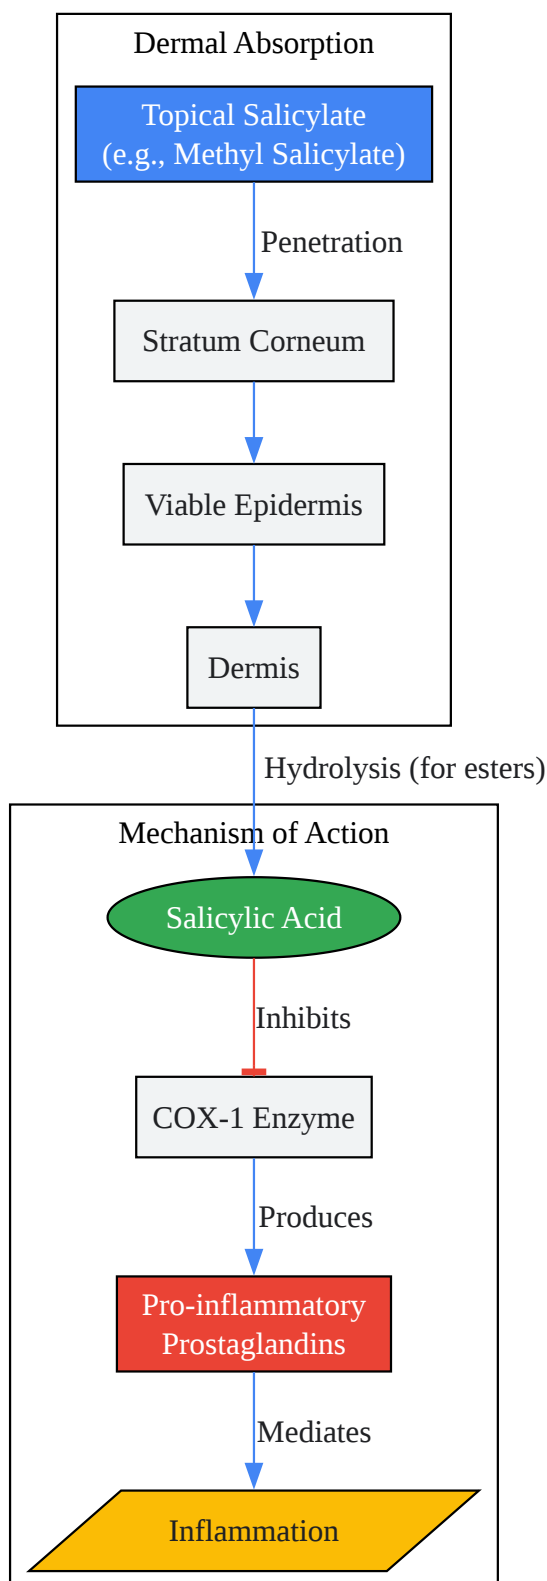 Dermal Absorption
Topical Salicylate
(e.g., Methyl Salicylate)
Penetration
Stratum Corneum
Viable Epidermis
Dermis
Hydrolysis (for esters)
Mechanism of Action
Salicylic Acid
Inhibits
COX-1 Enzyme
Produces
Pro-inflammatory
Prostaglandins
Mediates
Inflammation